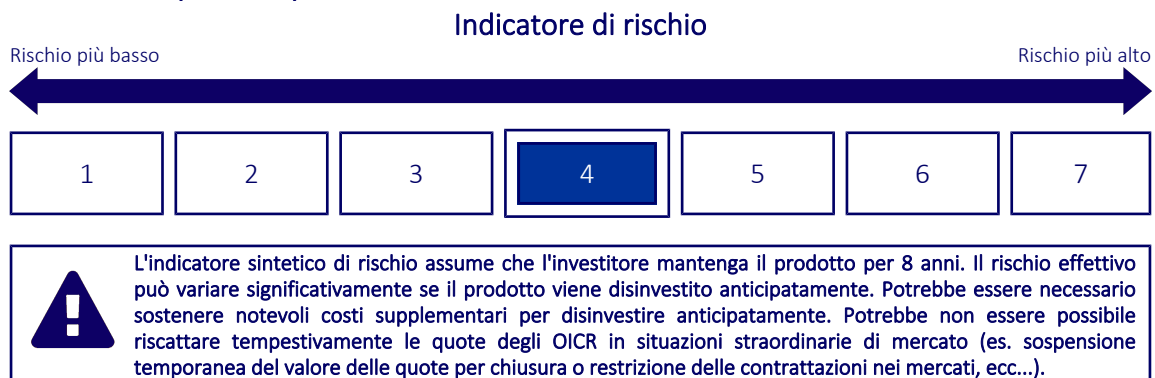 Indicatore di rischio
Rischio più basso
Rischio più alto
1
2
3
4
5
6
7
L'indicatore sintetico di rischio assume che l'investitore mantenga il prodotto per 8 anni. Il rischio effettivo
può variare significativamente se il prodotto viene disinvestito anticipatamente. Potrebbe essere necessario
sostenere notevoli costi supplementari per disinvestire anticipatamente. Potrebbe non essere possibile
riscattare tempestivamente le quote degli OICR in situazioni straordinarie di mercato (es. sospensione
temporanea del valore delle quote per chiusura o restrizione delle contrattazioni nei mercati, ecc...).